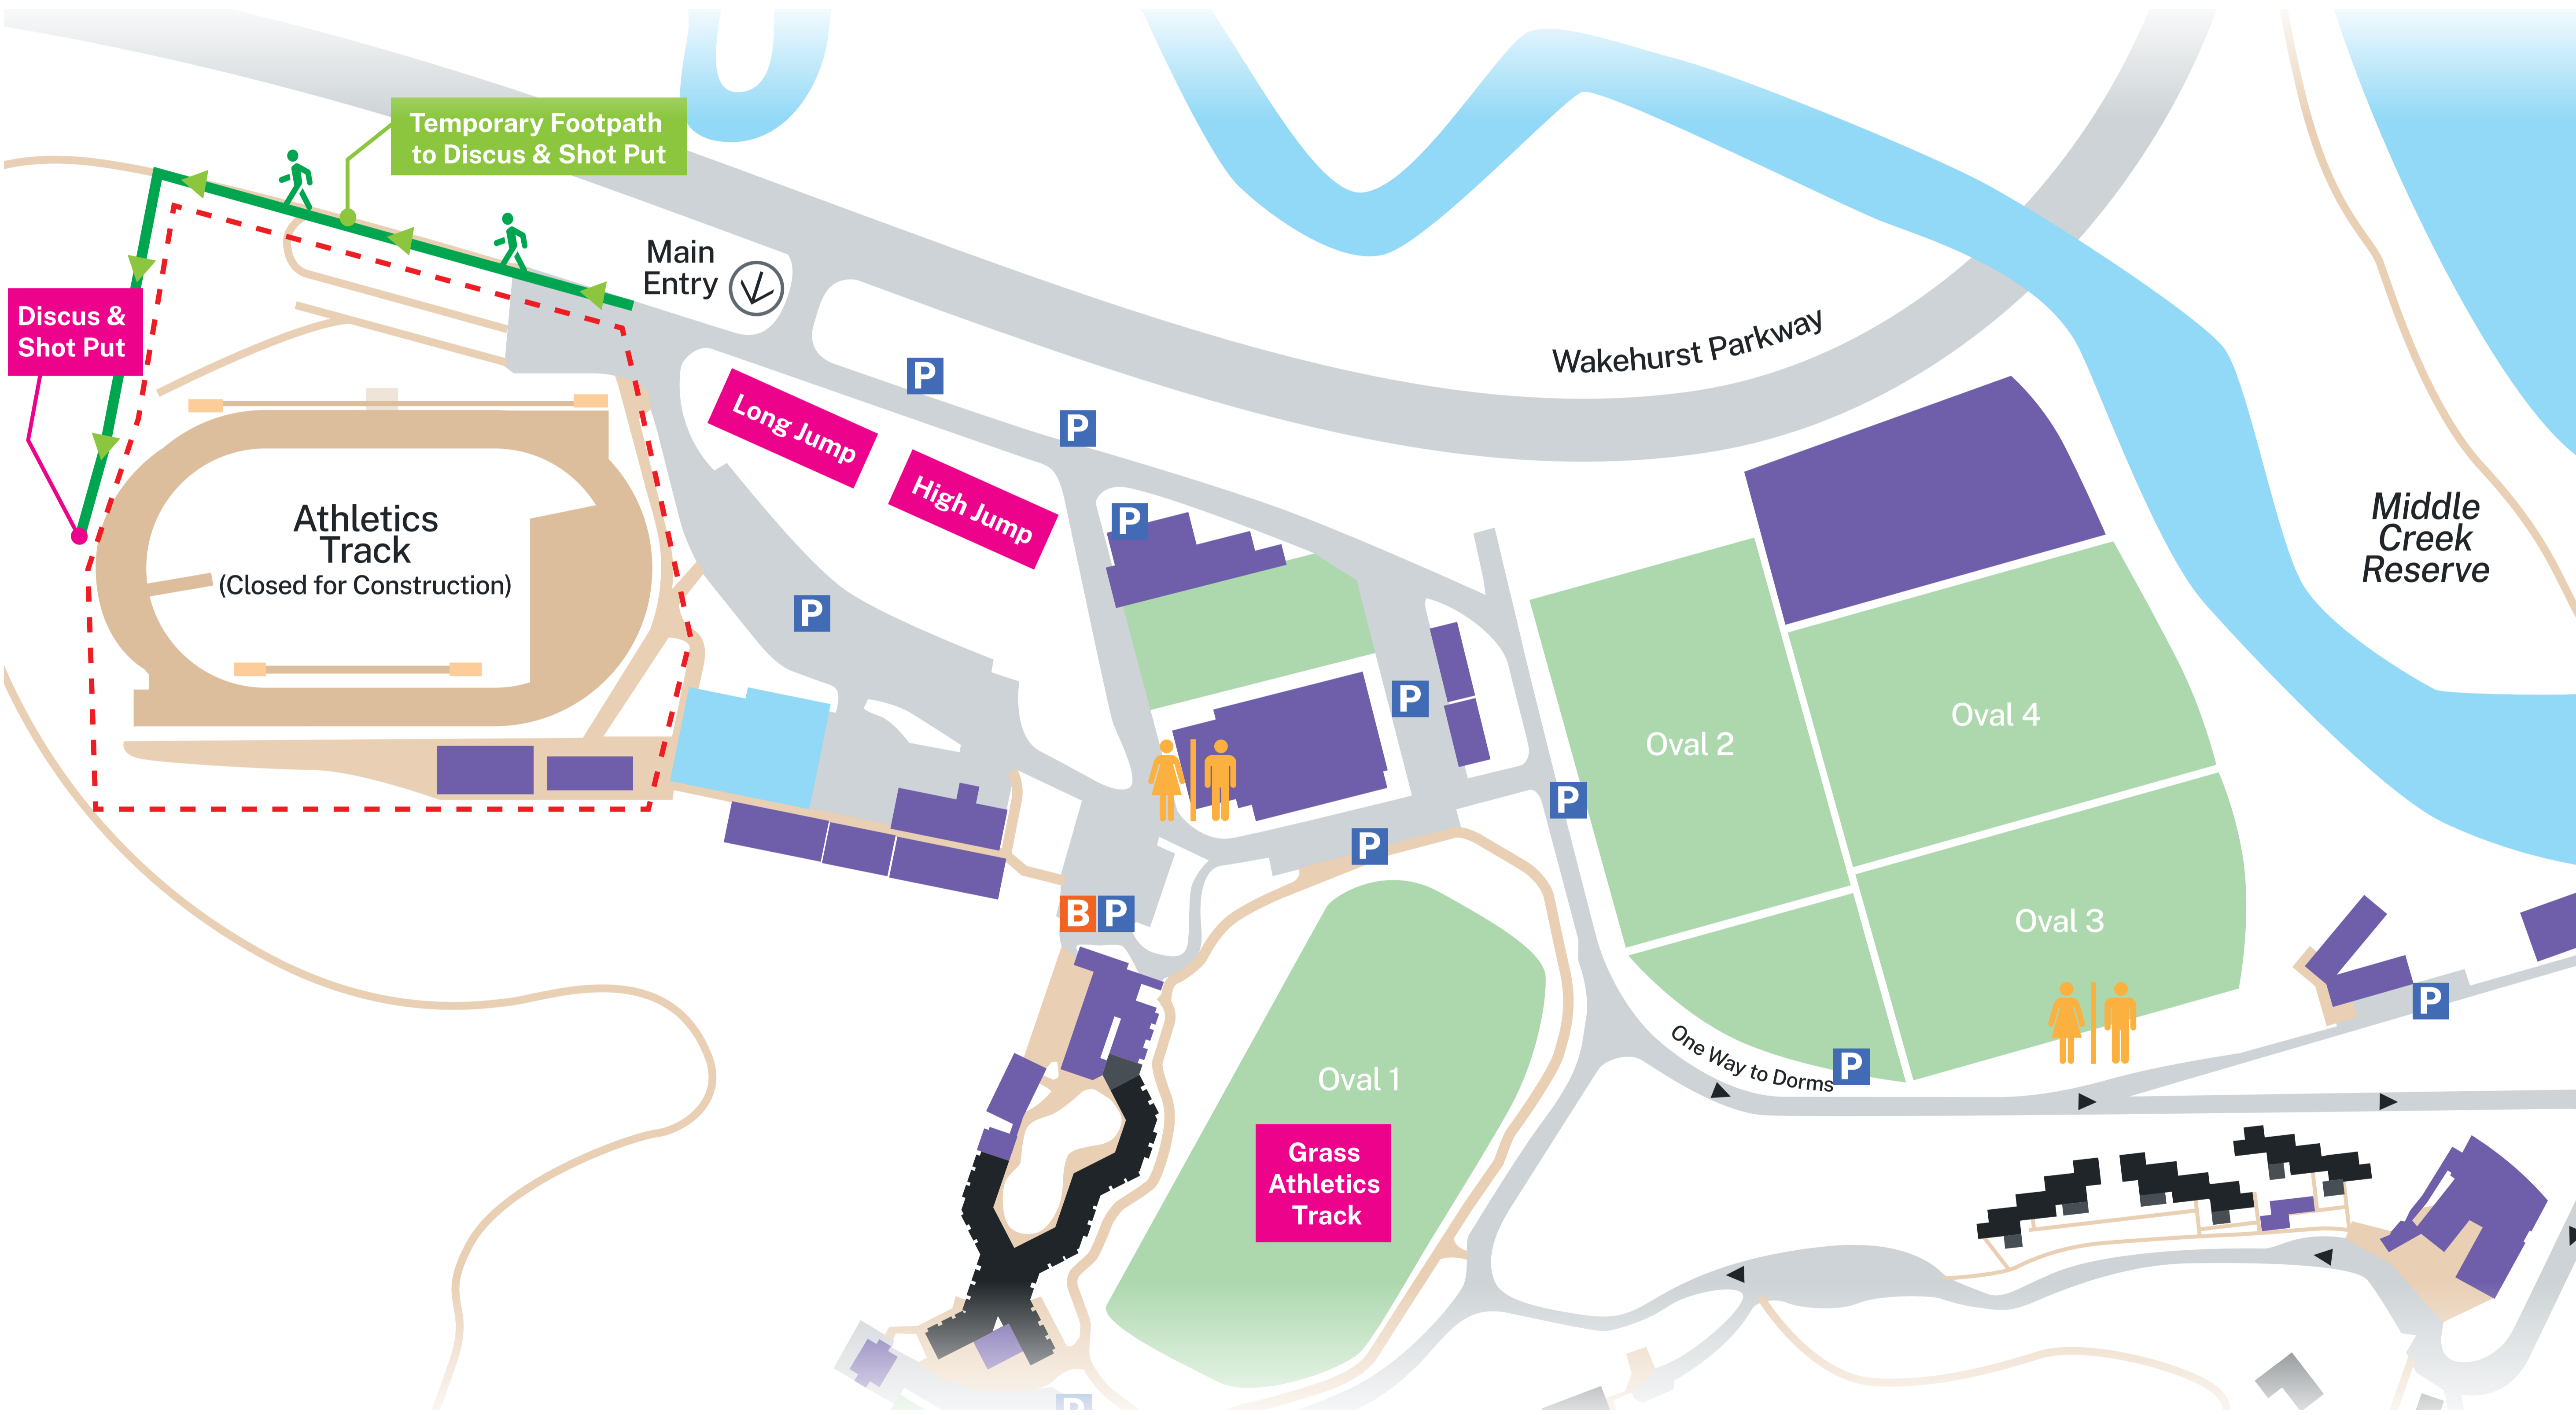 Temporary Footpath
to Discus & Shot Put
Main
Entry
Discus &
Shot Put
Wakehurst Parkway
P
P
Long Jump
High Jump
P
Athletics
Track
(Closed for Construction)
Middle
Creek
Reserve
P
P
Oval 4
Oval 2
P
P
B P
Oval 3
P
One Way to Dorms
P
Oval 1
Grass
Athletics
Track
P